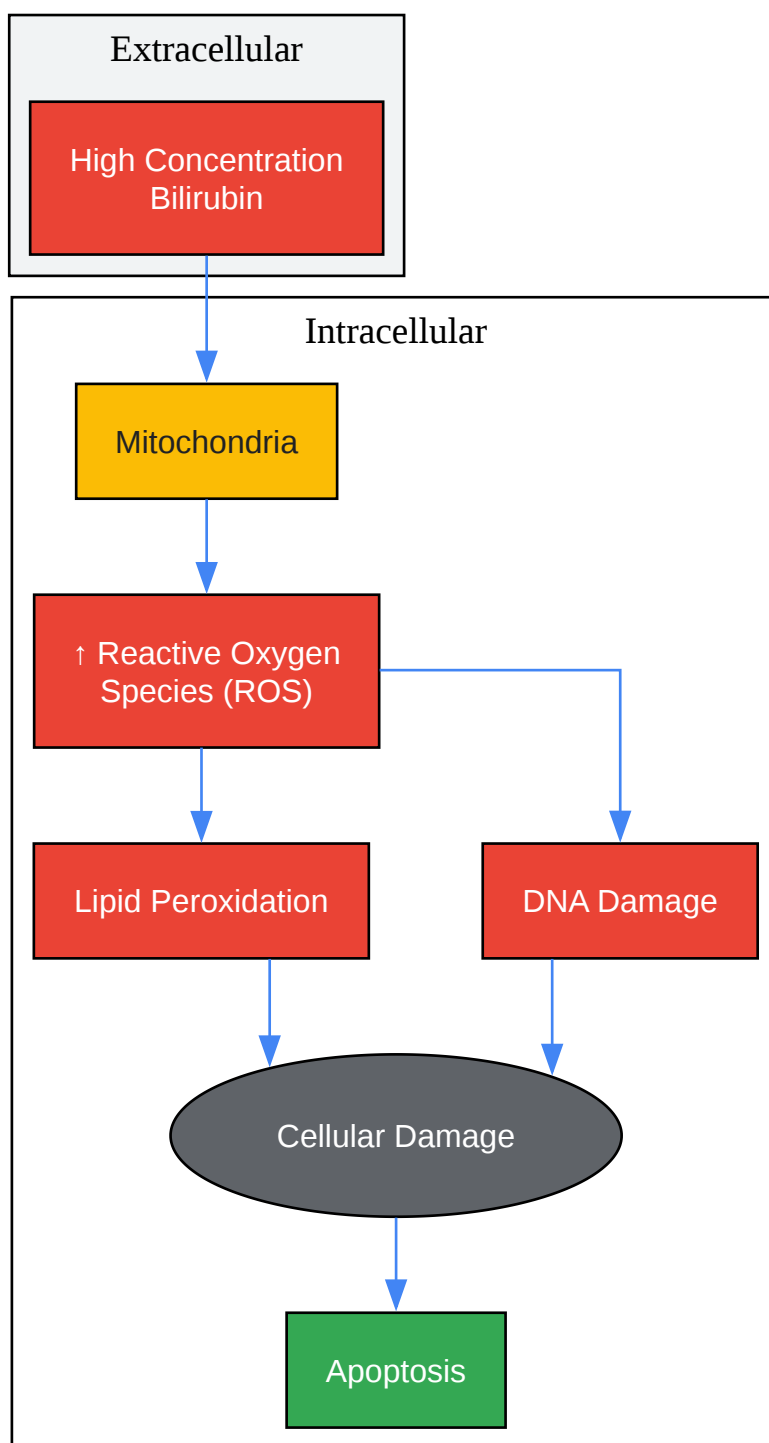 Extracellular
High Concentration
Bilirubin
Intracellular
Mitochondria
↑ Reactive Oxygen
Species (ROS)
Lipid Peroxidation
DNA Damage
Cellular Damage
Apoptosis